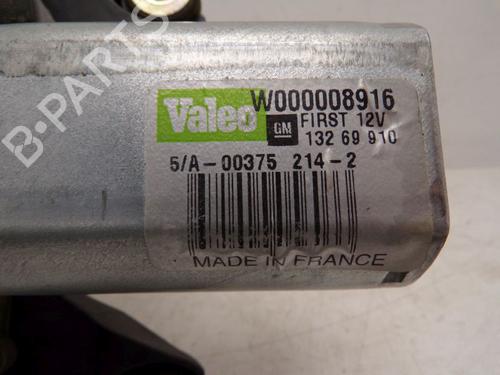 B-PARTS
Valeo W000008916
GM FIRST 12V
132 69 910
5/A-00375 214-2
MADE IN FRANCE